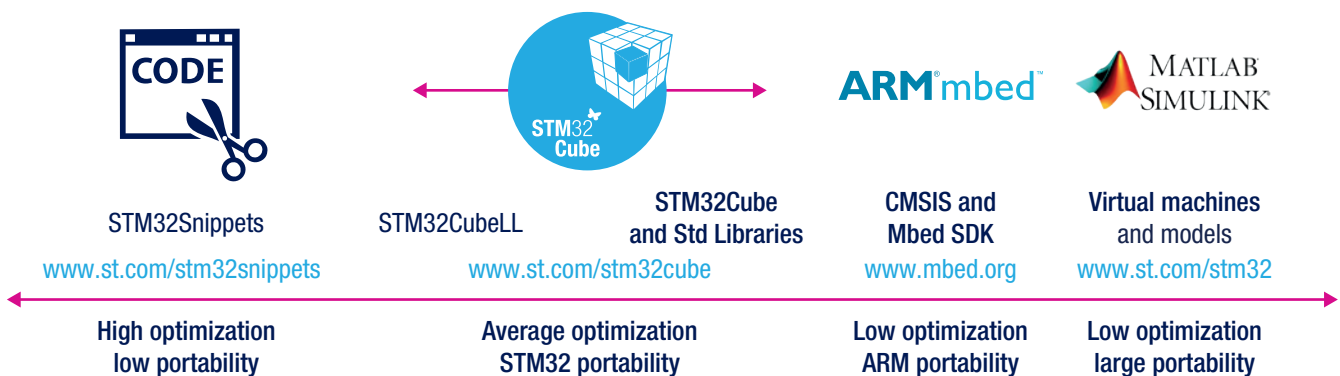 CODE
STM32
Cube
ARM®mbed™
MATLAB
SIMULINK®
STM32Snippets
STM32CubeLL
STM32Cube
and Std Libraries
CMSIS and
Mbed SDK
Virtual machines
and models
www.st.com/stm32snippets
www.st.com/stm32cube
www.mbed.org
www.st.com/stm32
High optimization
low portability
Average optimization
STM32 portability
Low optimization
ARM portability
Low optimization
large portability